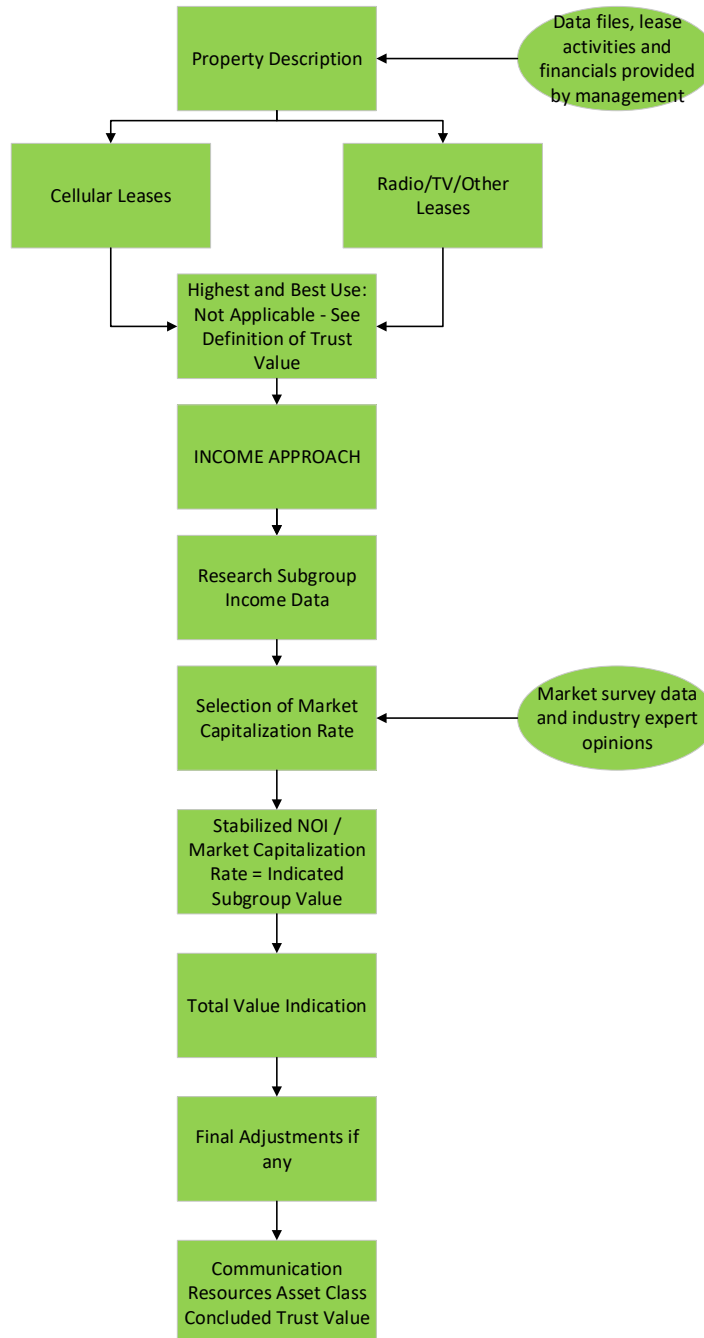 Property Description
Data files, lease
activities and
financials provided
by management
Cellular Leases
Radio/TV/Other
Leases
Highest and Best Use:
Not Applicable - See
Definition of Trust
Value
INCOME APPROACH
Research Subgroup
Income Data
Selection of Market
Capitalization Rate
Market survey data
and industry expert
opinions
Stabilized NOI /
Market Capitalization
Rate = Indicated
Subgroup Value
Total Value Indication
Final Adjustments if
any
Communication
Resources Asset Class
Concluded Trust Value